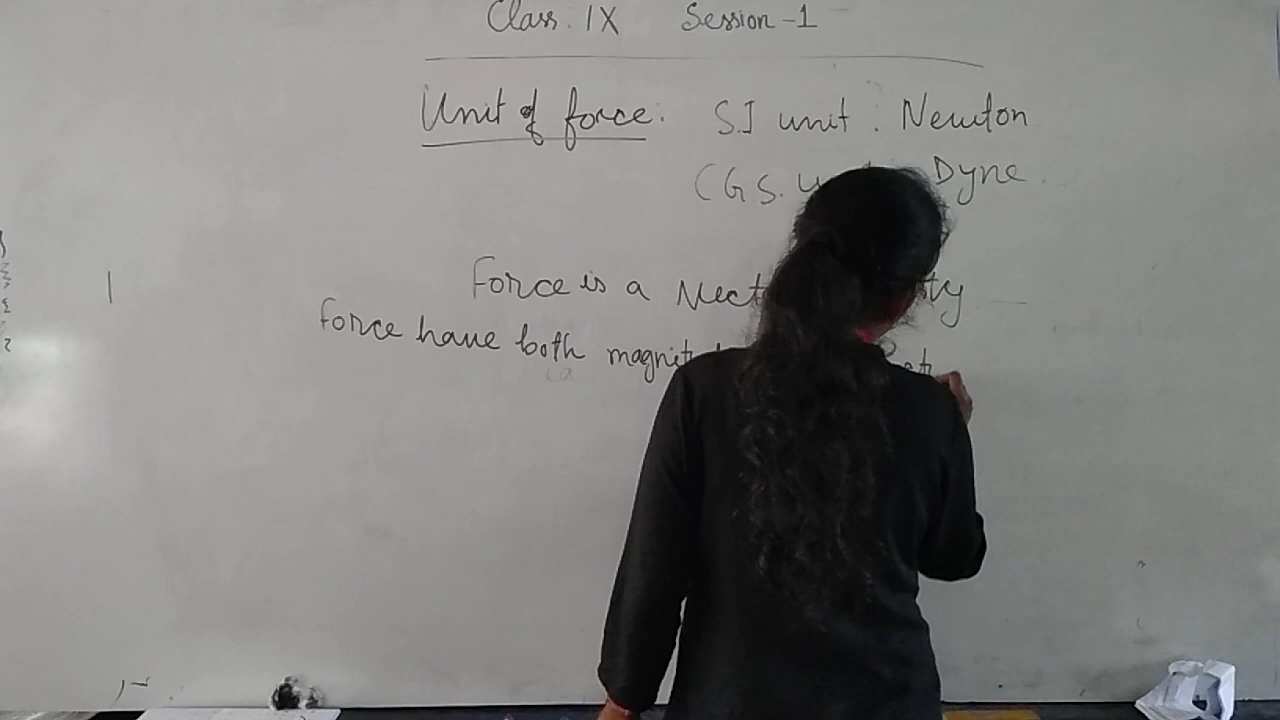 Class. IX Session-1
Unit of force: S.I unit : Newton
CGS. Dyne.
Force is a
force have both